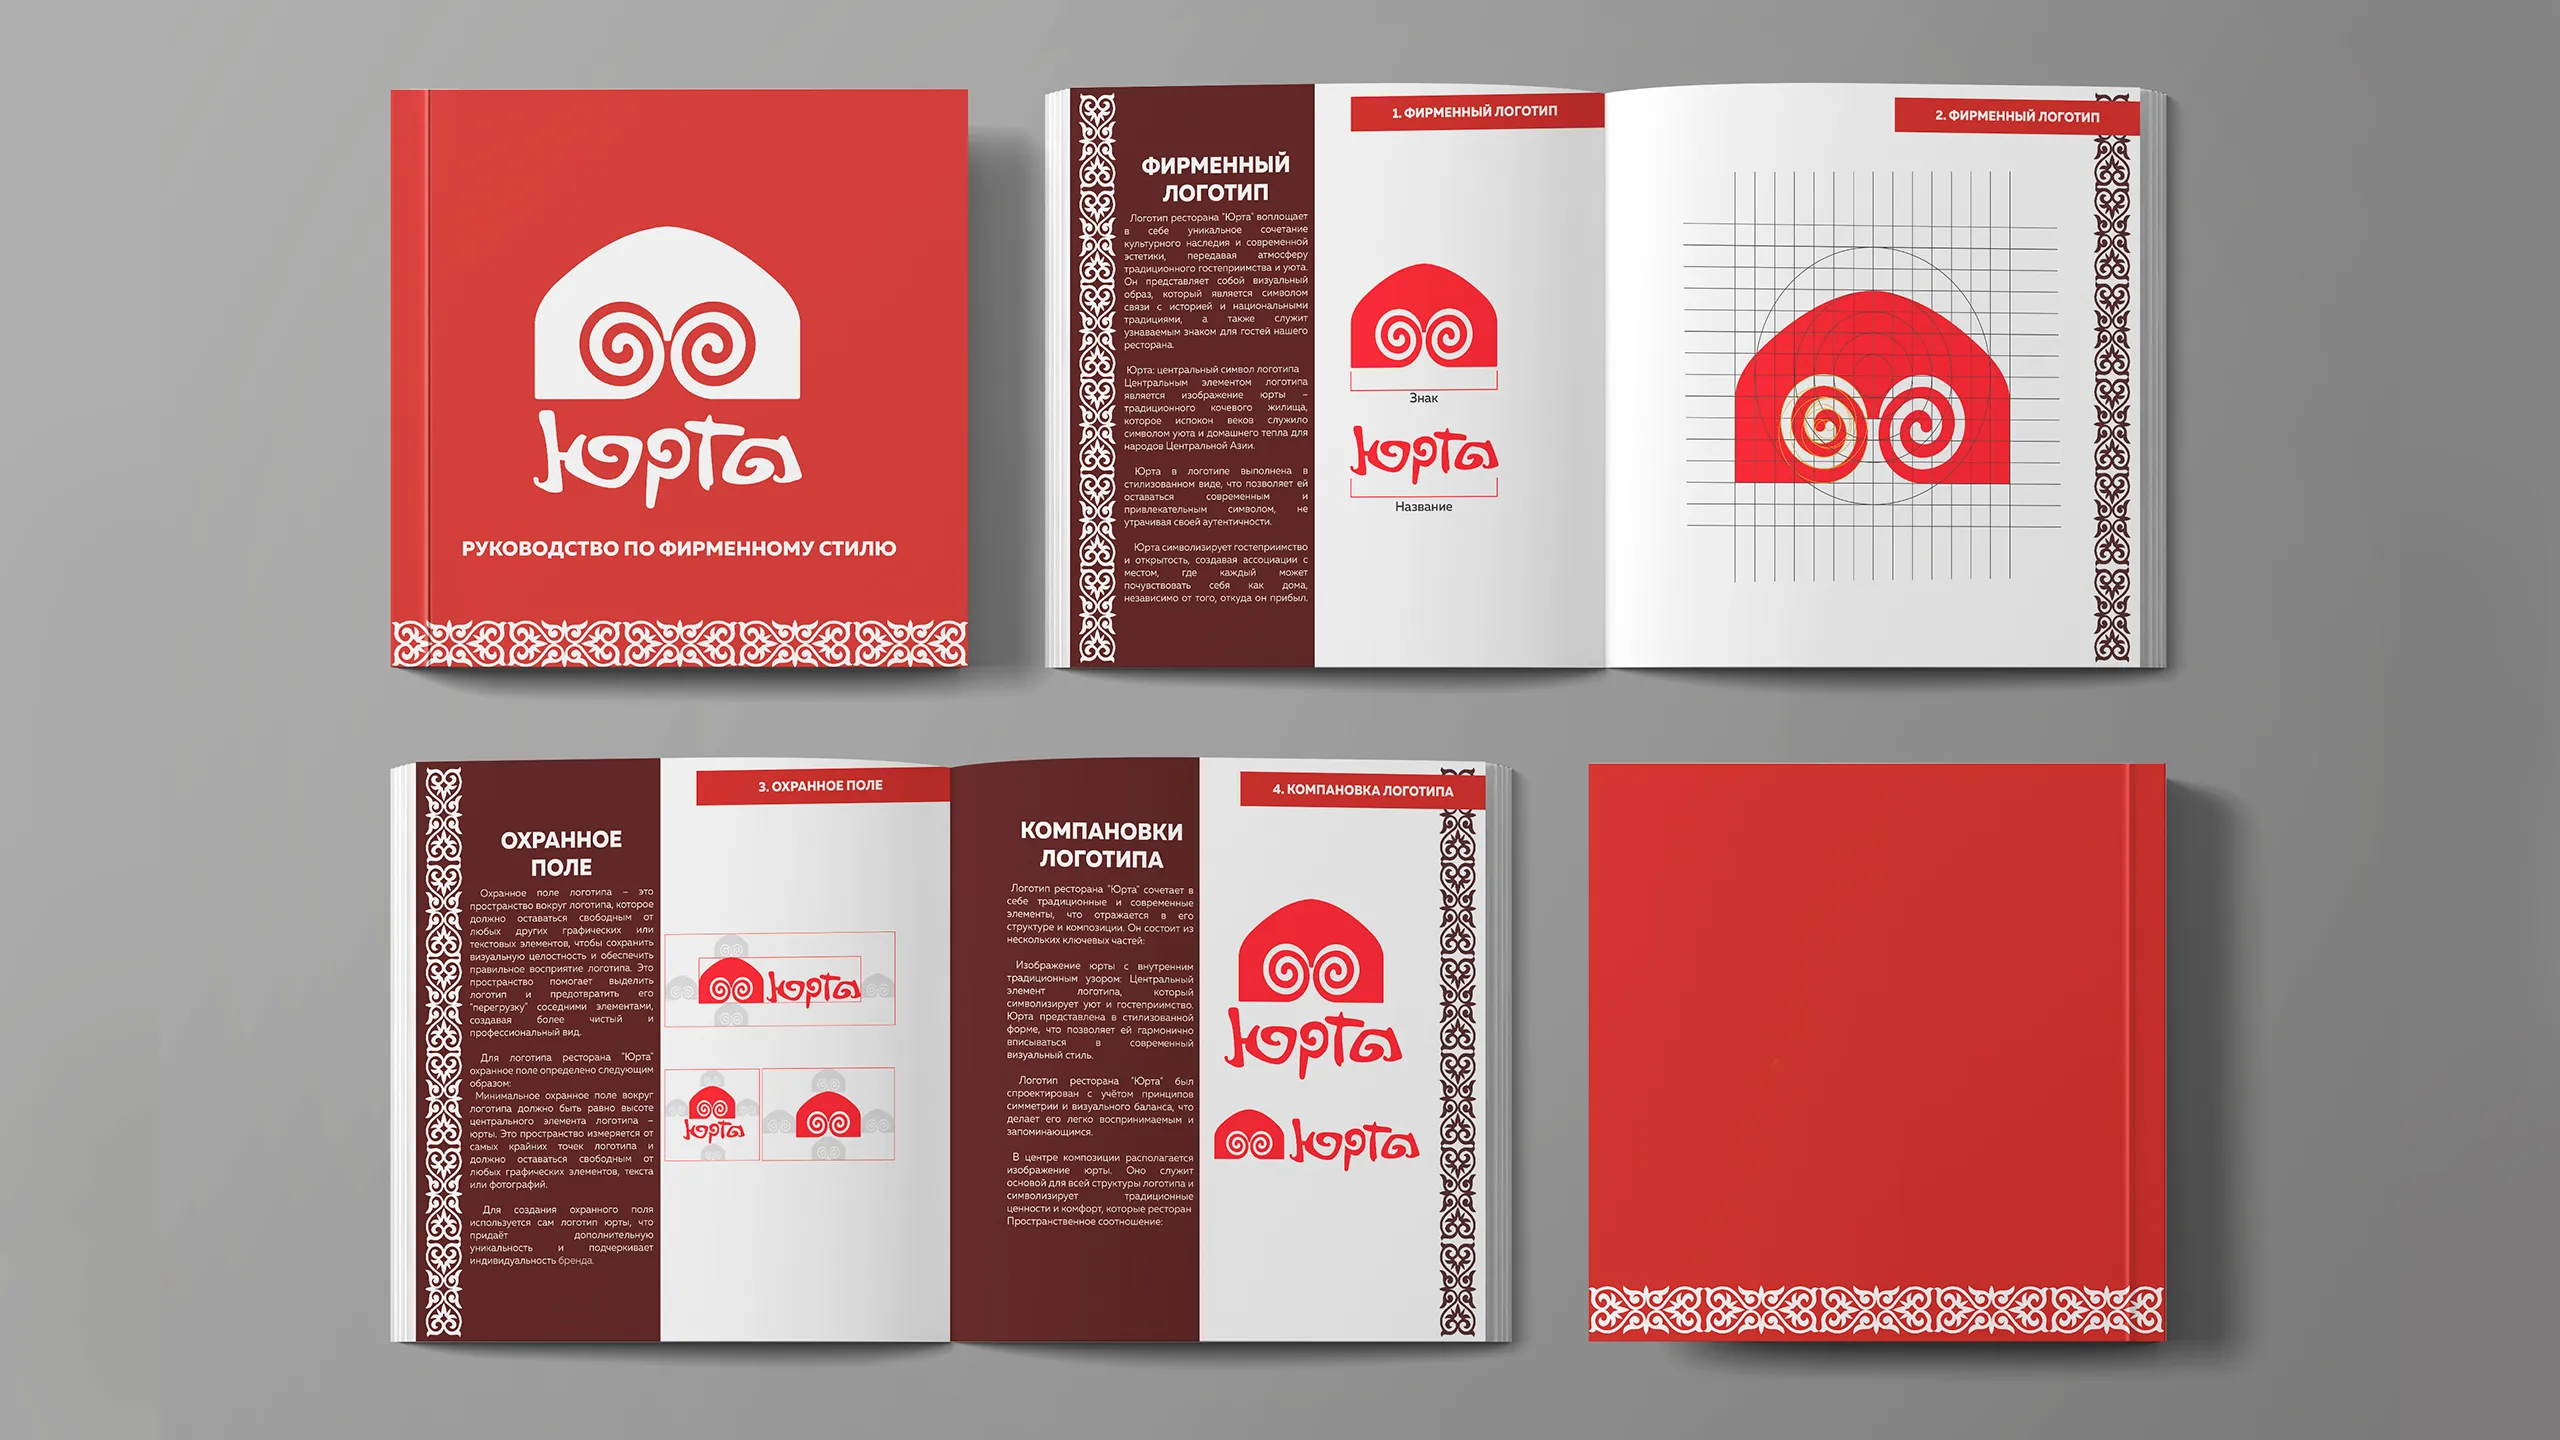 Юрта
РУКОВОДСТВО ПО ФИРМЕННОМУ СТИЛЮ
1. ФИРМЕННЫЙ ЛОГОТИП
ФИРМЕННЫЙ
ЛОГОТИП
Логотип ресторана "Юрта" воплощает
в себе уникальное сочетание
культурного наследия и современной
эстетики, передавая атмосферу
традиционного гостеприимства и уюта.
Он представляет собой визуальный
образ, который является символом
связи с историей и национальными
традициями, а также служит
узнаваемым знаком для гостей нашего
ресторана.
Юрта: центральный символ логотипа
Центральным элементом логотипа
является изображение юрты –
традиционного кочевого жилища,
которое испокон веков служило
символом уюта и домашнего тепла для
народов Центральной Азии.
Юрта в логотипе выполнена в
стилизованном виде, что позволяет ей
оставаться современным и
привлекательным символом, не
утрачивая своей аутентичности.
Юрта символизирует гостеприимство
и открытость, создавая ассоциации с
местом, где каждый может
почувствовать себя как дома,
независимо от того, откуда он прибыл.
Знак
Юрта
Название
2. ФИРМЕННЫЙ ЛОГОТИП
3. ОХРАННОЕ ПОЛЕ
ОХРАННОЕ
ПОЛЕ
Охранное поле логотипа – это
пространство вокруг логотипа, которое
должно оставаться свободным от
любых других графических или
текстовых элементов, чтобы сохранить
визуальную целостность и обеспечить
правильное восприятие логотипа. Это
пространство помогает выделить
логотип и предотвратить его
"перегрузку" соседними элементами,
создавая более чистый и
профессиональный вид.
Для логотипа ресторана "Юрта"
охранное поле определено следующим
образом:
Минимальное охранное поле вокруг
логотипа должно быть равно высоте
центрального элемента логотипа –
юрты. Это пространство измеряется от
самых крайних точек логотипа и
должно оставаться свободным от
любых графических элементов, текста
или фотографий.
Для создания охранного поля
используется сам логотип юрты, что
придаёт дополнительную
уникальность и подчеркивает
индивидуальность бренда.
Юрта
Юрта
4. КОМПАНОВКА ЛОГОТИПА
КОМПАНОВКИ
ЛОГОТИПА
Логотип ресторана "Юрта" сочетает в
себе традиционные и современные
элементы, что отражается в его
структуре и композиции. Он состоит из
нескольких ключевых частей:
Изображение юрты с внутренним
традиционным узором: Центральный
элемент логотипа, который
символизирует уют и гостеприимство.
Юрта представлена в стилизованной
форме, что позволяет ей гармонично
вписываться в современный
визуальный стиль.
Логотип ресторана "Юрта" был
спроектирован с учётом принципов
симметрии и визуального баланса, что
делает его легко воспринимаемым и
запоминающимся.
В центре композиции располагается
изображение юрты. Оно служит
основой для всей структуры логотипа и
символизирует традиционные
ценности и комфорт, которые ресторан
Пространственное соотношение:
Юрта
Юрта